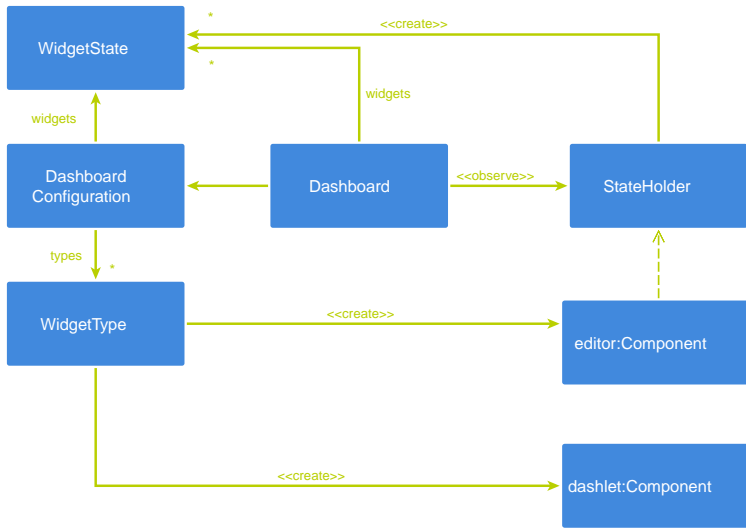 *
<<create>>
WidgetState
*
widgets
widgets
Dashboard
Configuration
Dashboard
<<observe>>
StateHolder
types
*
WidgetType
<<create>>
editor:Component
<<create>>
dashlet:Component